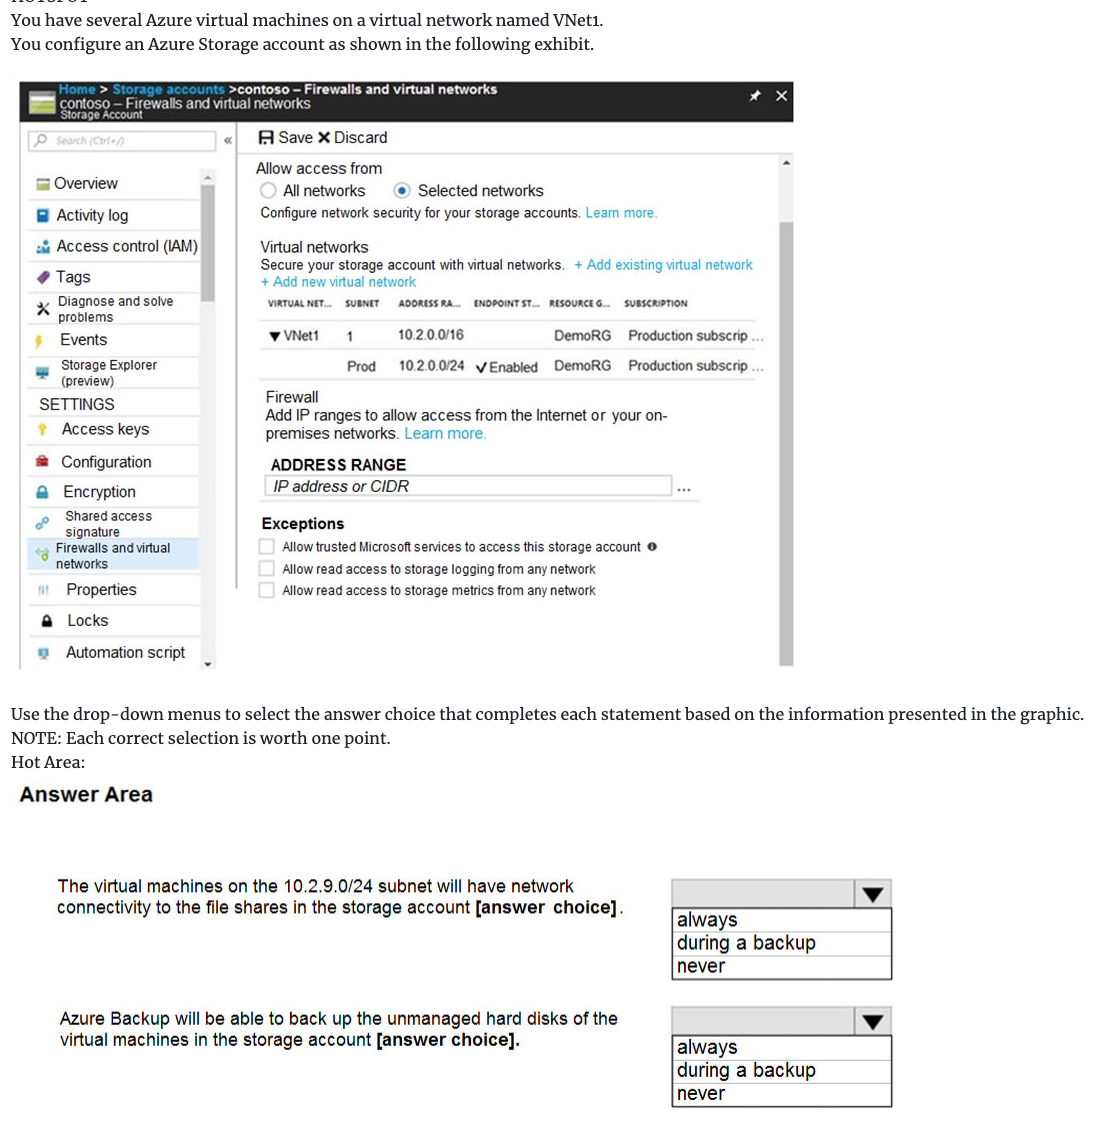 HOTSPOT
You have several Azure virtual machines on a virtual network named VNet1.
You configure an Azure Storage account as shown in the following exhibit.
Home > Storage accounts >contoso – Firewalls and virtual networks
contoso – Firewalls and virtual networks
Storage Account
Search (Ctrl+/)
«
Save Discard
Overview
Activity log
Access control (IAM)
Tags
Diagnose and solve
problems
Events
Storage Explorer
(preview)
SETTINGS
Access keys
Configuration
Encryption
Shared access
signature
Firewalls and virtual
networks
Properties
Locks
Automation script
Allow access from
All networks Selected networks
Configure network security for your storage accounts. Learn more.
Virtual networks
Secure your storage account with virtual networks. + Add existing virtual network
+ Add new virtual network
VIRTUAL NET... SUBNET ADDRESS RA... ENDPOINT ST... RESOURCE G... SUBSCRIPTION
VNet1 1 10.2.0.0/16 DemoRG Production subscrip ...
Prod 10.2.0.0/24 ✓Enabled DemoRG Production subscrip ...
Firewall
Add IP ranges to allow access from the Internet or your on-
premises networks. Learn more.
ADDRESS RANGE
IP address or CIDR
...
Exceptions
Allow trusted Microsoft services to access this storage account
Allow read access to storage logging from any network
Allow read access to storage metrics from any network
Use the drop-down menus to select the answer choice that completes each statement based on the information presented in the graphic.
NOTE: Each correct selection is worth one point.
Hot Area:
Answer Area
The virtual machines on the 10.2.9.0/24 subnet will have network
connectivity to the file shares in the storage account [answer choice].
always
during a backup
never
Azure Backup will be able to back up the unmanaged hard disks of the
virtual machines in the storage account [answer choice].
always
during a backup
never